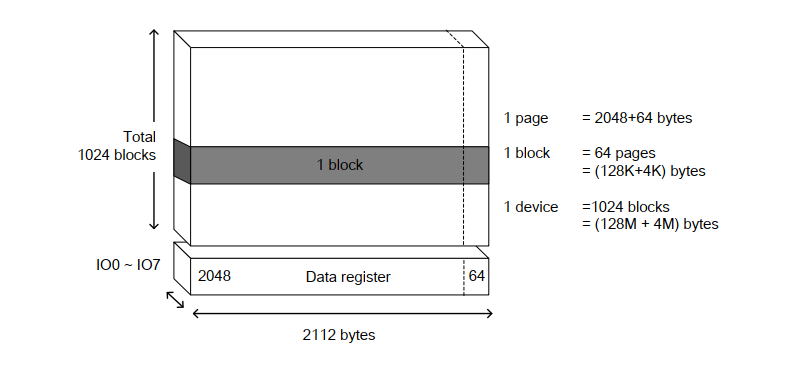 Total
1024 blocks
1 block
1 page = 2048+64 bytes
1 block = 64 pages
= (128K+4K) bytes
1 device =1024 blocks
= (128M + 4M) bytes
IO0 ~ IO7
2048 Data register 64
2112 bytes